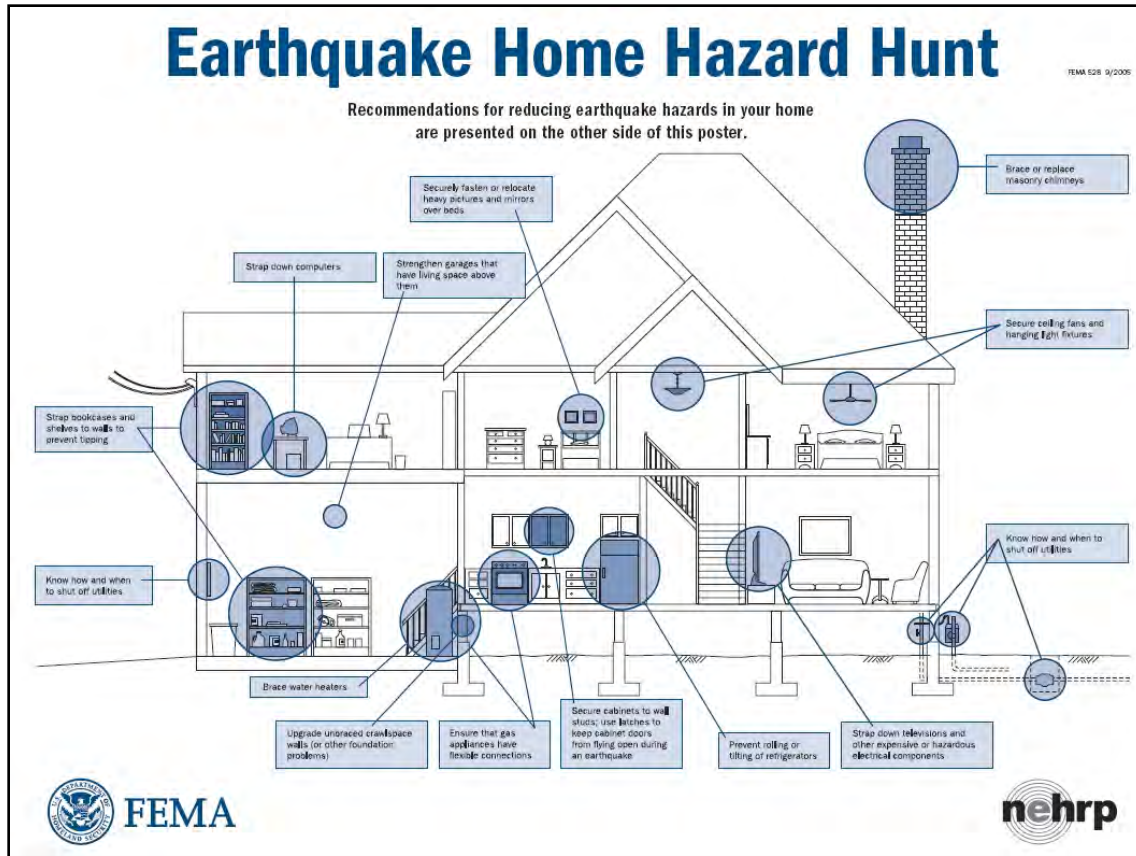 Earthquake Home Hazard Hunt
FEMA 528 9/2005
Recommendations for reducing earthquake hazards in your home
are presented on the other side of this poster.
Brace or replace
masonry chimneys
Securely fasten or relocate
heavy pictures and mirrors
over beds
Strap down computers
Strengthen garages that
have living space above
them
Secure ceiling fans and
hanging light fixtures
Strap bookcases and
shelves to walls to
prevent tipping
Know how and when
to shut off utilities
Know how and when to
shut off utilities
Brace water heaters
Upgrade unbraced crawlspace
walls (or other foundation
problems)
Ensure that gas
appliances have
flexible connections
Secure cabinets to wall
studs; use latches to
keep cabinet doors
from flying open during
an earthquake
Prevent rolling or
tilting of refrigerators
Strap down televisions and
other expensive or hazardous
electrical components
U.S. DEPARTMENT OF
HOMELAND SECURITY
FEMA
nehrp